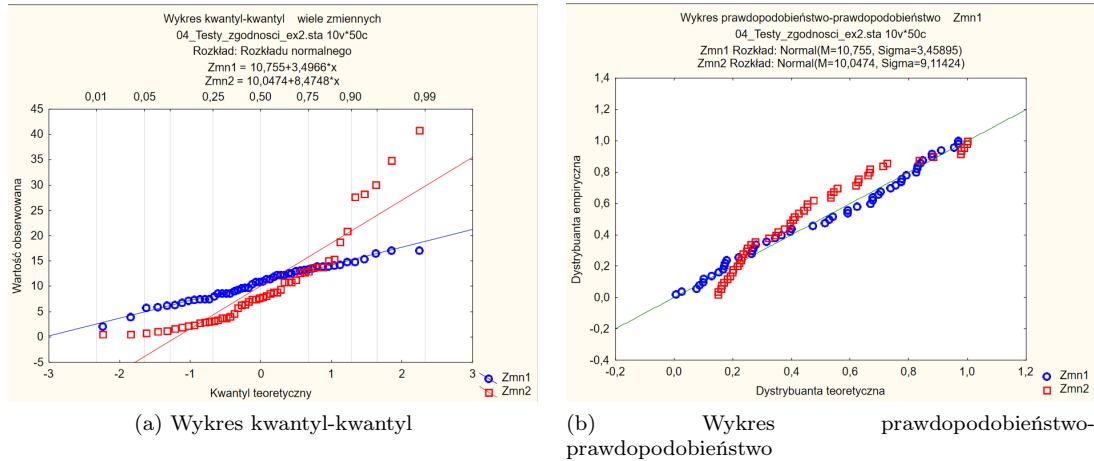 Wykres kwantyl-kwantyl wiele zmiennych
04_Testy_zgodnosci_ex2.sta 10v*50c
Rozkład: Rozkładu normalnego
Zmn1 = 10,755+3,4966*x
Zmn2 = 10,0474+8,4748*x
0,01 0,05 0,25 0,50 0,75 0,90 0,99
45
40
35
30
25
20
15
10
5
0
-5
Wartość obserwowana
-3 -2 -1 0 1 2 3
Kwantyl teoretyczny
Zmn1
Zmn2
(a) Wykres kwantyl-kwantyl
Wykres prawdopodobieństwo-prawdopodobieństwo Zmn1
04_Testy_zgodnosci_ex2.sta 10v*50c
Zmn1 Rozkład: Normal(M=10,755, Sigma=3,45895)
Zmn2 Rozkład: Normal(M=10,0474, Sigma=9,11424)
1,4
1,2
1,0
0,8
0,6
0,4
0,2
0,0
-0,2
-0,4
Dystrybuanta empiryczna
-0,2 0,0 0,2 0,4 0,6 0,8 1,0 1,2
Dystrybuanta teoretyczna
Zmn1
Zmn2
(b) Wykres prawdopodobieństwo-
prawdopodobieństwo